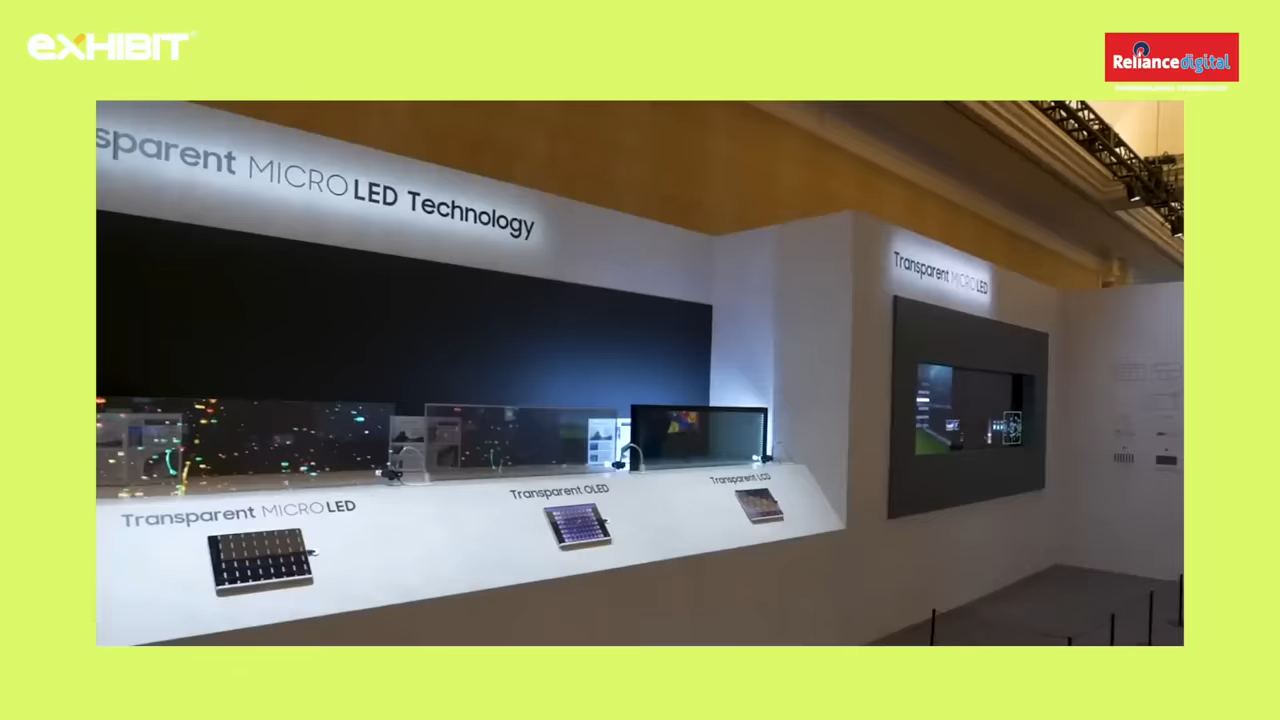 exHIBIT
Reliance digital
sparent MICRO LED Technology
Transparent MICRO LED
Transparent MICRO LED
Transparent OLED
Transparent LCD